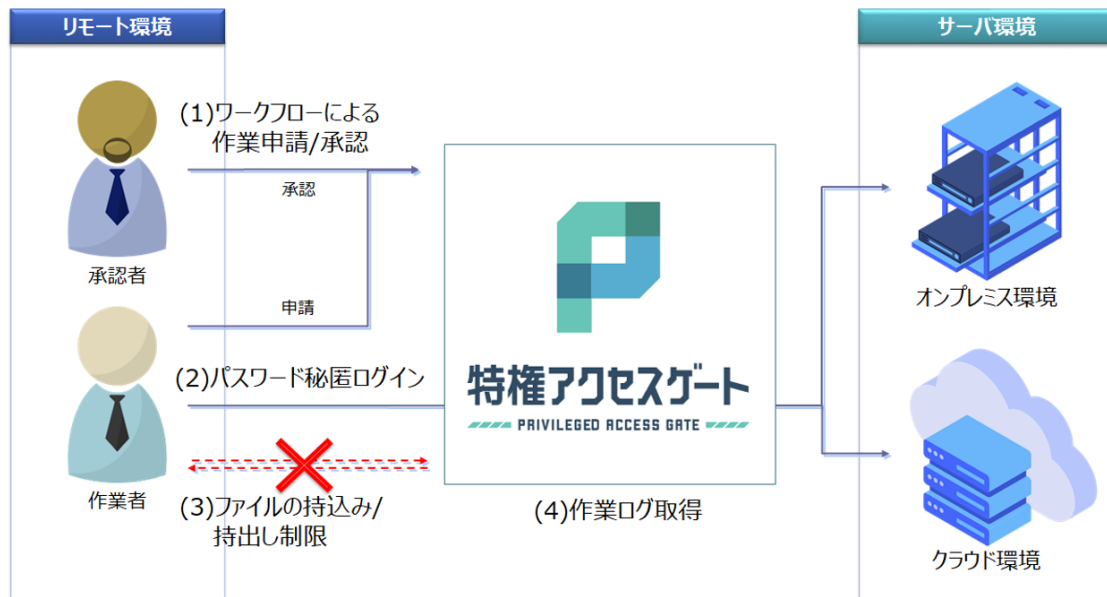 リモート環境
サーバ環境
(1)ワークフローによる
作業申請/承認
承認
承認者
申請
(2)パスワード秘匿ログイン
作業者
(3)ファイルの持込み/
持出し制限
特権アクセスゲート
PRIVILEGED ACCESS GATE
(4)作業ログ取得
オンプレミス環境
クラウド環境